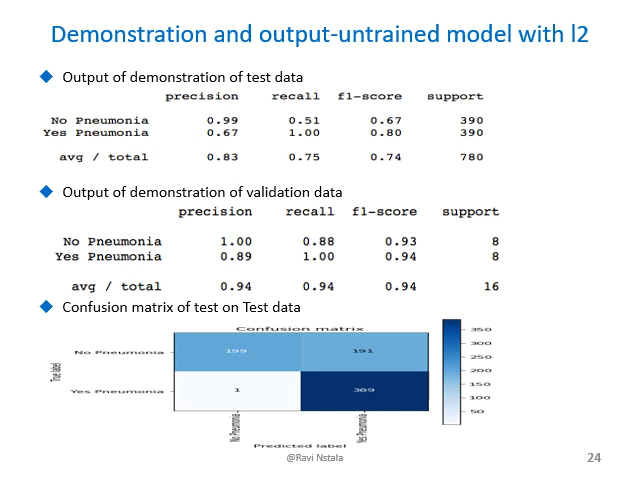 Demonstration and output-untrained model with l2
Output of demonstration of test data
precision recall f1-score support
No Pneumonia 0.99 0.51 0.67 390
Yes Pneumonia 0.67 1.00 0.80 390
avg / total 0.83 0.75 0.74 780
Output of demonstration of validation data
precision recall f1-score support
No Pneumonia 1.00 0.88 0.93 8
Yes Pneumonia 0.89 1.00 0.94 8
avg / total 0.94 0.94 0.94 16
Confusion matrix of test on Test data
Confusion matrix
True label
No Pneumonia 199 191
Yes Pneumonia 1 389
No Pneumonia Yes Pneumonia
Predicted label
350
300
250
200
150
100
50
@Ravi Nstala
24